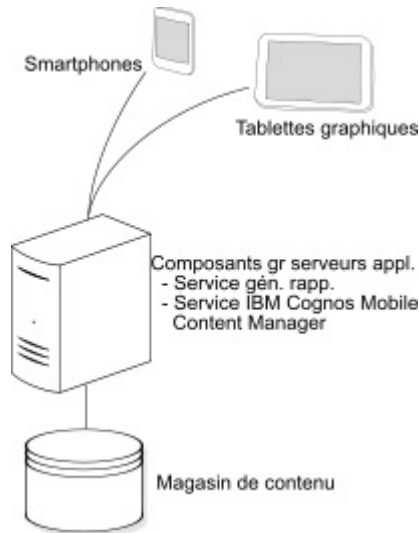 Smartphones
Tablettes graphiques
Composants gr serveurs appl.
- Service gén. rapp.
- Service IBM Cognos Mobile
Content Manager
Magasin de contenu